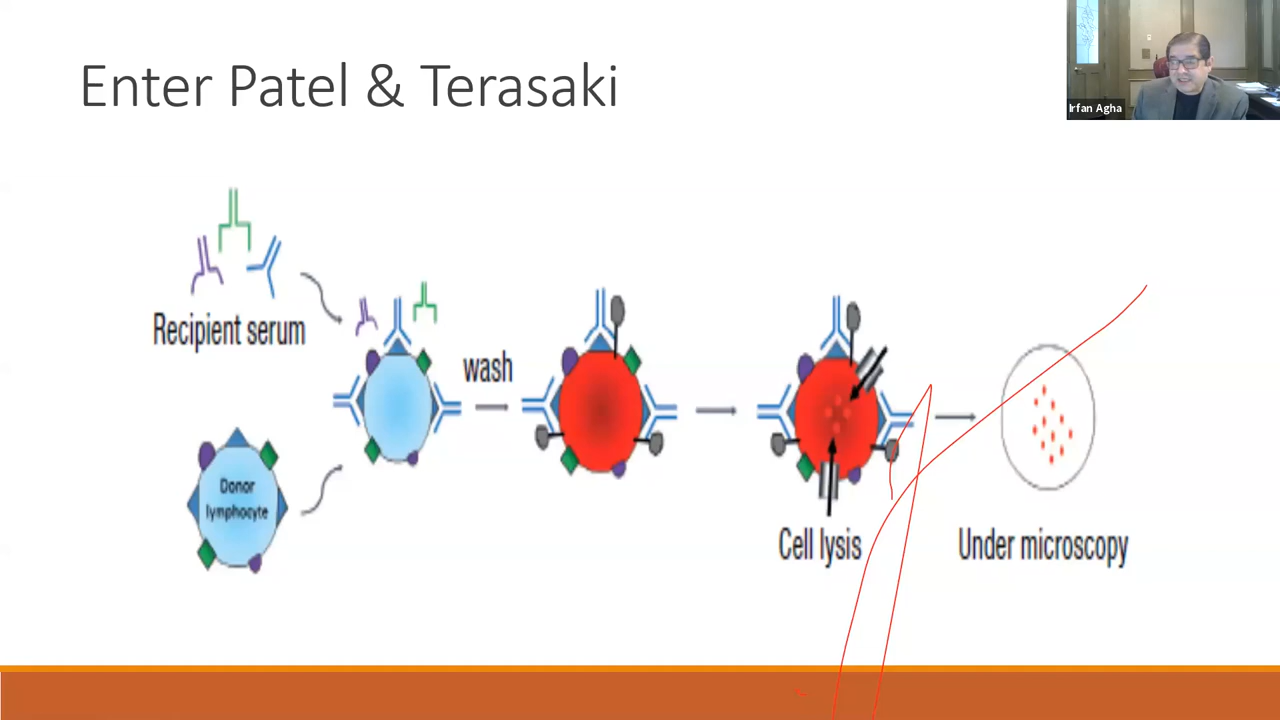 Enter Patel & Terasaki
Irfan Agha
Recipient serum
wash
Donor
lymphocyte
Cell lysis
Under microscopy